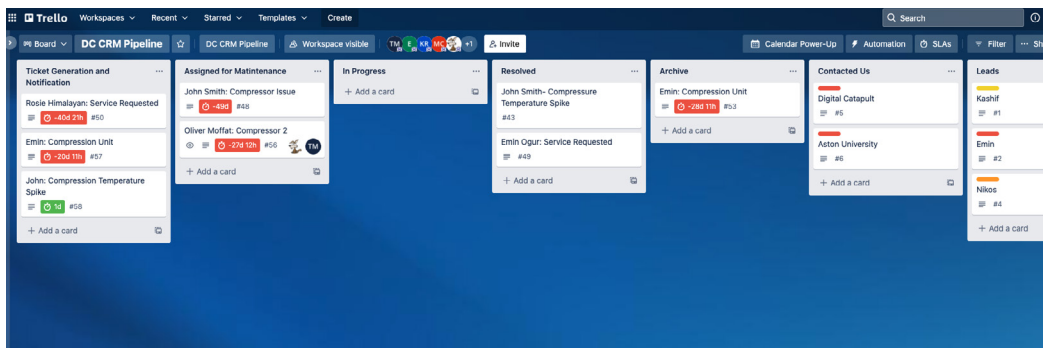 Trello Workspaces Recent Starred Templates Create Search
Board DC CRM Pipeline DC CRM Pipeline Workspace visible TM E KR MC +1 Invite Calendar Power-Up Automation SLAs Filter ... Sh
Ticket Generation and
Notification
Rosie Himalayan: Service Requested
-40d 21h #50
Emin: Compression Unit
-20d 11h #57
John: Compression Temperature
Spike
1d #58
+ Add a card
Assigned for Matintenance
John Smith: Compressor Issue
-49d #48
Oliver Moffat: Compressor 2
-27d 12h #56 TM
+ Add a card
In Progress
+ Add a card
Resolved
John Smith- Compressure
Temperature Spike
#43
Emin Ogur: Service Requested
#49
+ Add a card
Archive
Emin: Compression Unit
-28d 11h #53
+ Add a card
Contacted Us
Digital Catapult
#5
Aston University
#6
+ Add a card
Leads
Kashif
#1
Emin
#2
Nikos
#4
+ Add a card